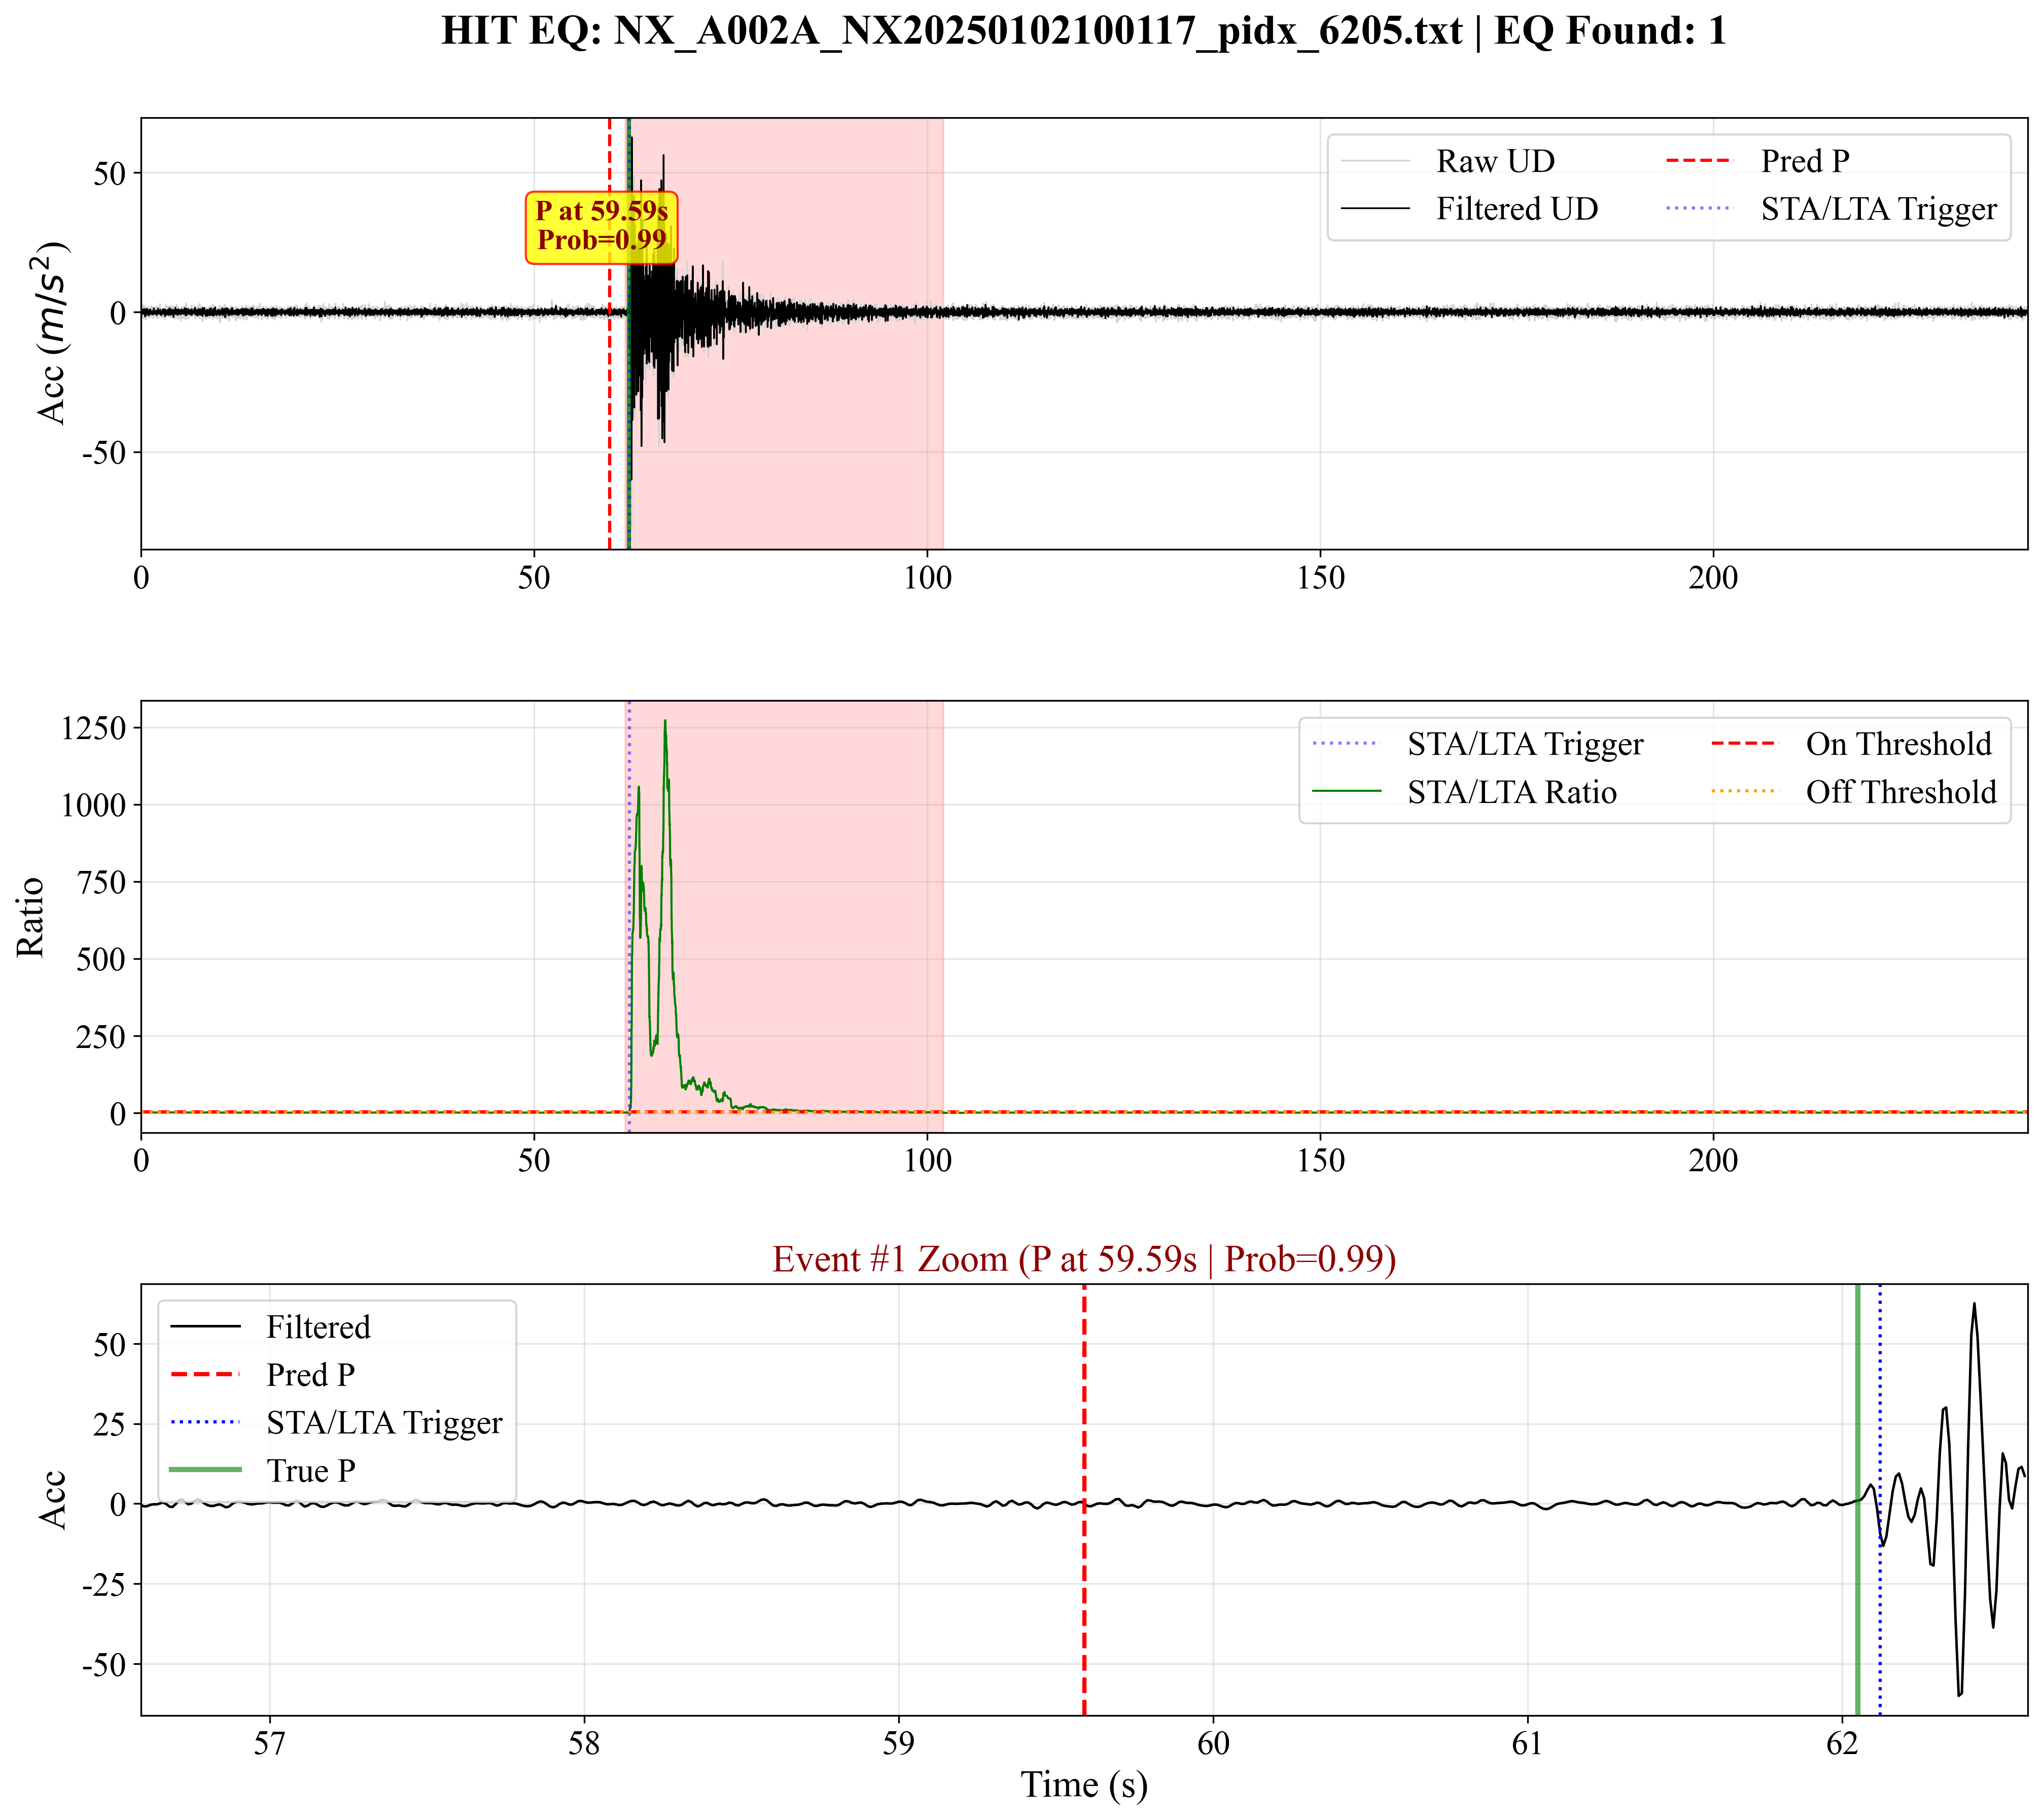 HIT EQ: NX_A002A_NX20250102100117_pidx_6205.txt | EQ Found: 1
Raw UD
Filtered UD
Pred P
STA/LTA Trigger
P at 59.59s
Prob=0.99
Acc (m/s²)
50
0
-50
0
50
100
150
200
STA/LTA Trigger
STA/LTA Ratio
On Threshold
Off Threshold
Ratio
1250
1000
750
500
250
0
0
50
100
150
200
Event #1 Zoom (P at 59.59s | Prob=0.99)
Filtered
Pred P
STA/LTA Trigger
True P
Acc
50
25
0
-25
-50
57
58
59
60
61
62
Time (s)